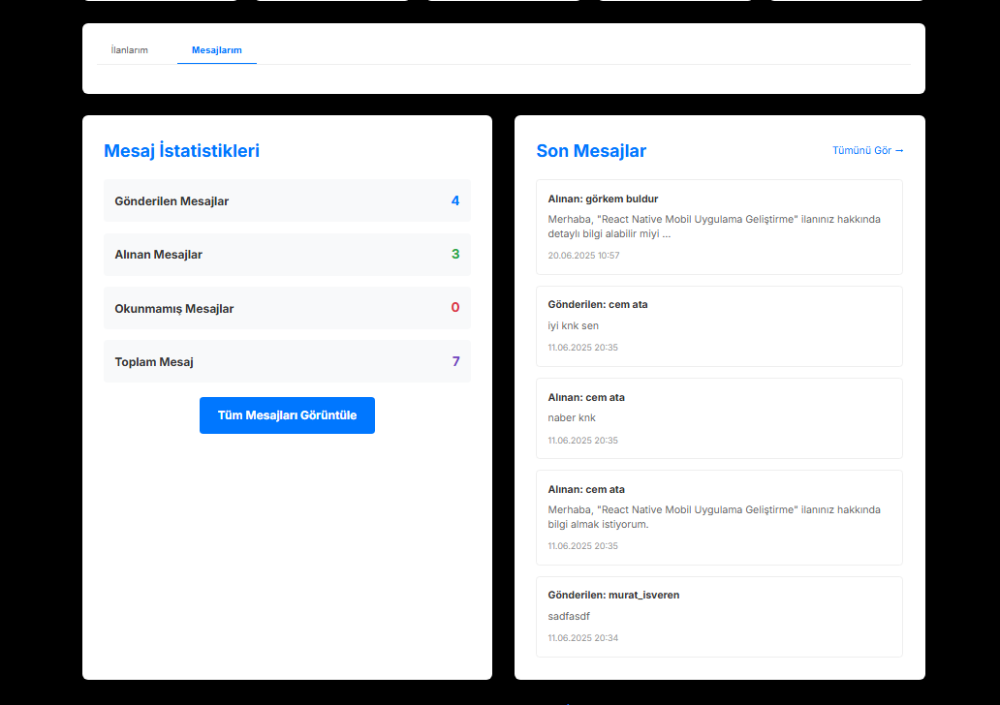 İlanlarım
Mesajlarım
Mesaj İstatistikleri
Gönderilen Mesajlar 4
Alınan Mesajlar 3
Okunmamış Mesajlar 0
Toplam Mesaj 7
Tüm Mesajları Görüntüle
Son Mesajlar
Tümünü Gör →
Alınan: görkem buldur
Merhaba, "React Native Mobil Uygulama Geliştirme" ilanınız hakkında
detaylı bilgi alabilir miyi ...
20.06.2025 10:57
Gönderilen: cem ata
iyi knk sen
11.06.2025 20:35
Alınan: cem ata
naber knk
11.06.2025 20:35
Alınan: cem ata
Merhaba, "React Native Mobil Uygulama Geliştirme" ilanınız hakkında
bilgi almak istiyorum.
11.06.2025 20:35
Gönderilen: murat_isveren
sadfasdf
11.06.2025 20:34